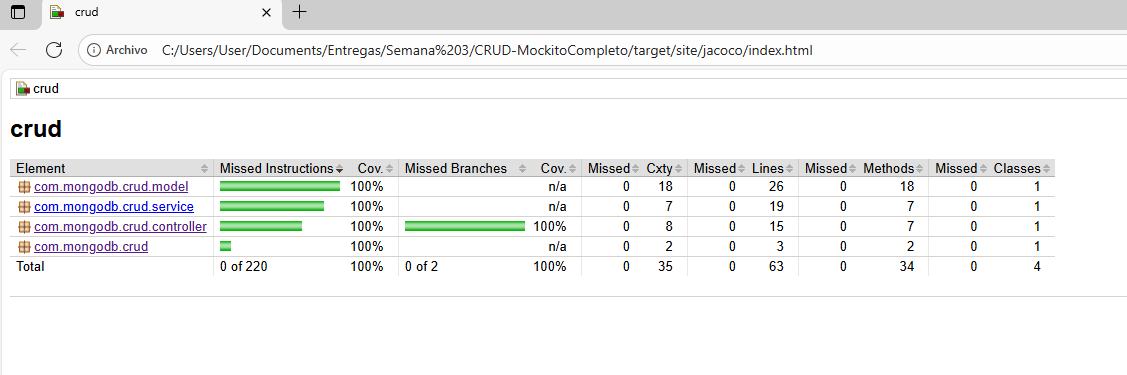 crud
Archivo C:/Users/User/Documents/Entregas/Semana%203/CRUD-MockitoCompleto/target/site/jacoco/index.html
crud
crud
Element Missed Instructions Cov. Missed Branches Cov. Missed Cxty Missed Lines Missed Methods Missed Classes
com.mongodb.crud.model 100% n/a 0 18 0 26 0 18 0 1
com.mongodb.crud.service 100% n/a 0 7 0 19 0 7 0 1
com.mongodb.crud.controller 100% 100% 0 8 0 15 0 7 0 1
com.mongodb.crud 100% n/a 0 2 0 3 0 2 0 1
Total 0 of 220 100% 0 of 2 100% 0 35 0 63 0 34 0 4